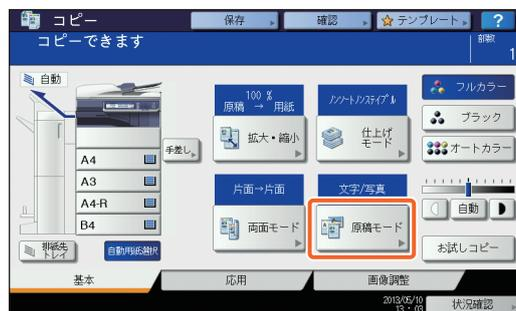 コピー
保存
確認
テンプレート
?
コピーできます
部数
1
自動
100 %
原稿 → 用紙
ノンソート/ノンステイプル
フルカラー
拡大・縮小
仕上げ
モード
ブラック
手差し
オートカラー
A4
A3
片面→片面
文字/写真
A4-R
自動
B4
両面モード
原稿モード
排紙先
トレイ
自動用紙選択
お試しコピー
基本
応用
画像調整
2013/05/10
13:03
状況確認